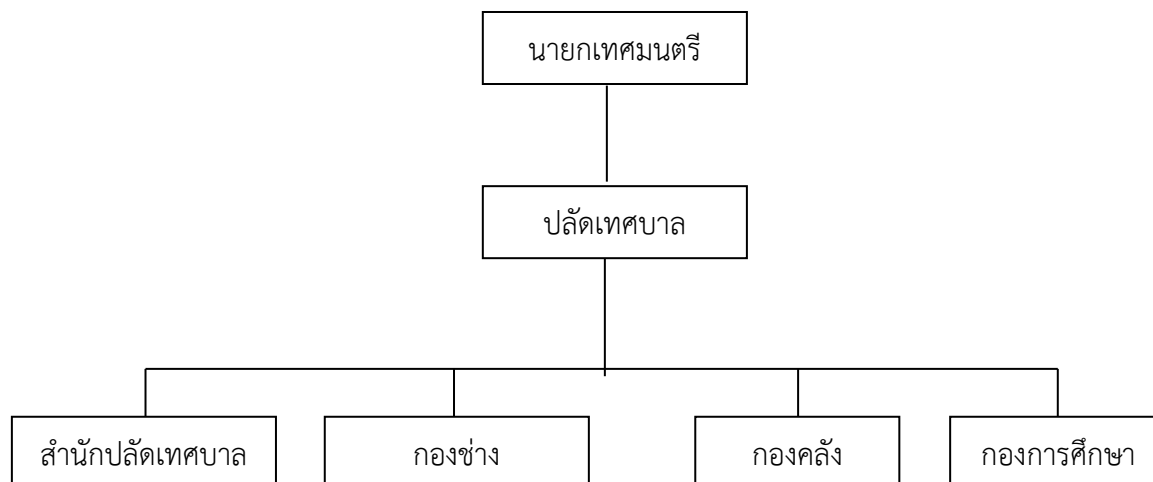 นายกเทศมนตรี
ปลัดเทศบาล
สำนักปลัดเทศบาล
กองช่าง
กองคลัง
กองการศึกษา